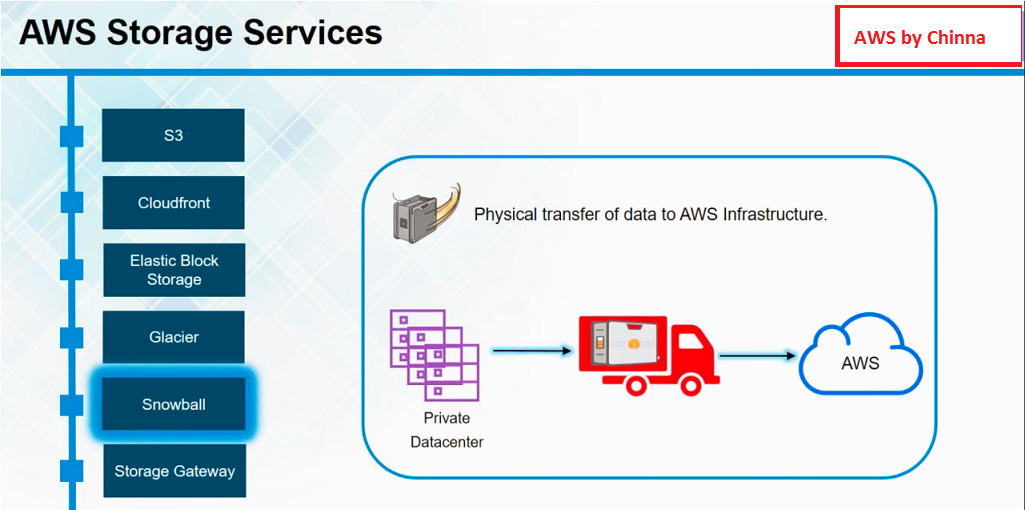 AWS Storage Services
AWS by Chinna
S3
Cloudfront
Elastic Block
Storage
Glacier
Snowball
Storage Gateway
Physical transfer of data to AWS Infrastructure.
Private
Datacenter
AWS